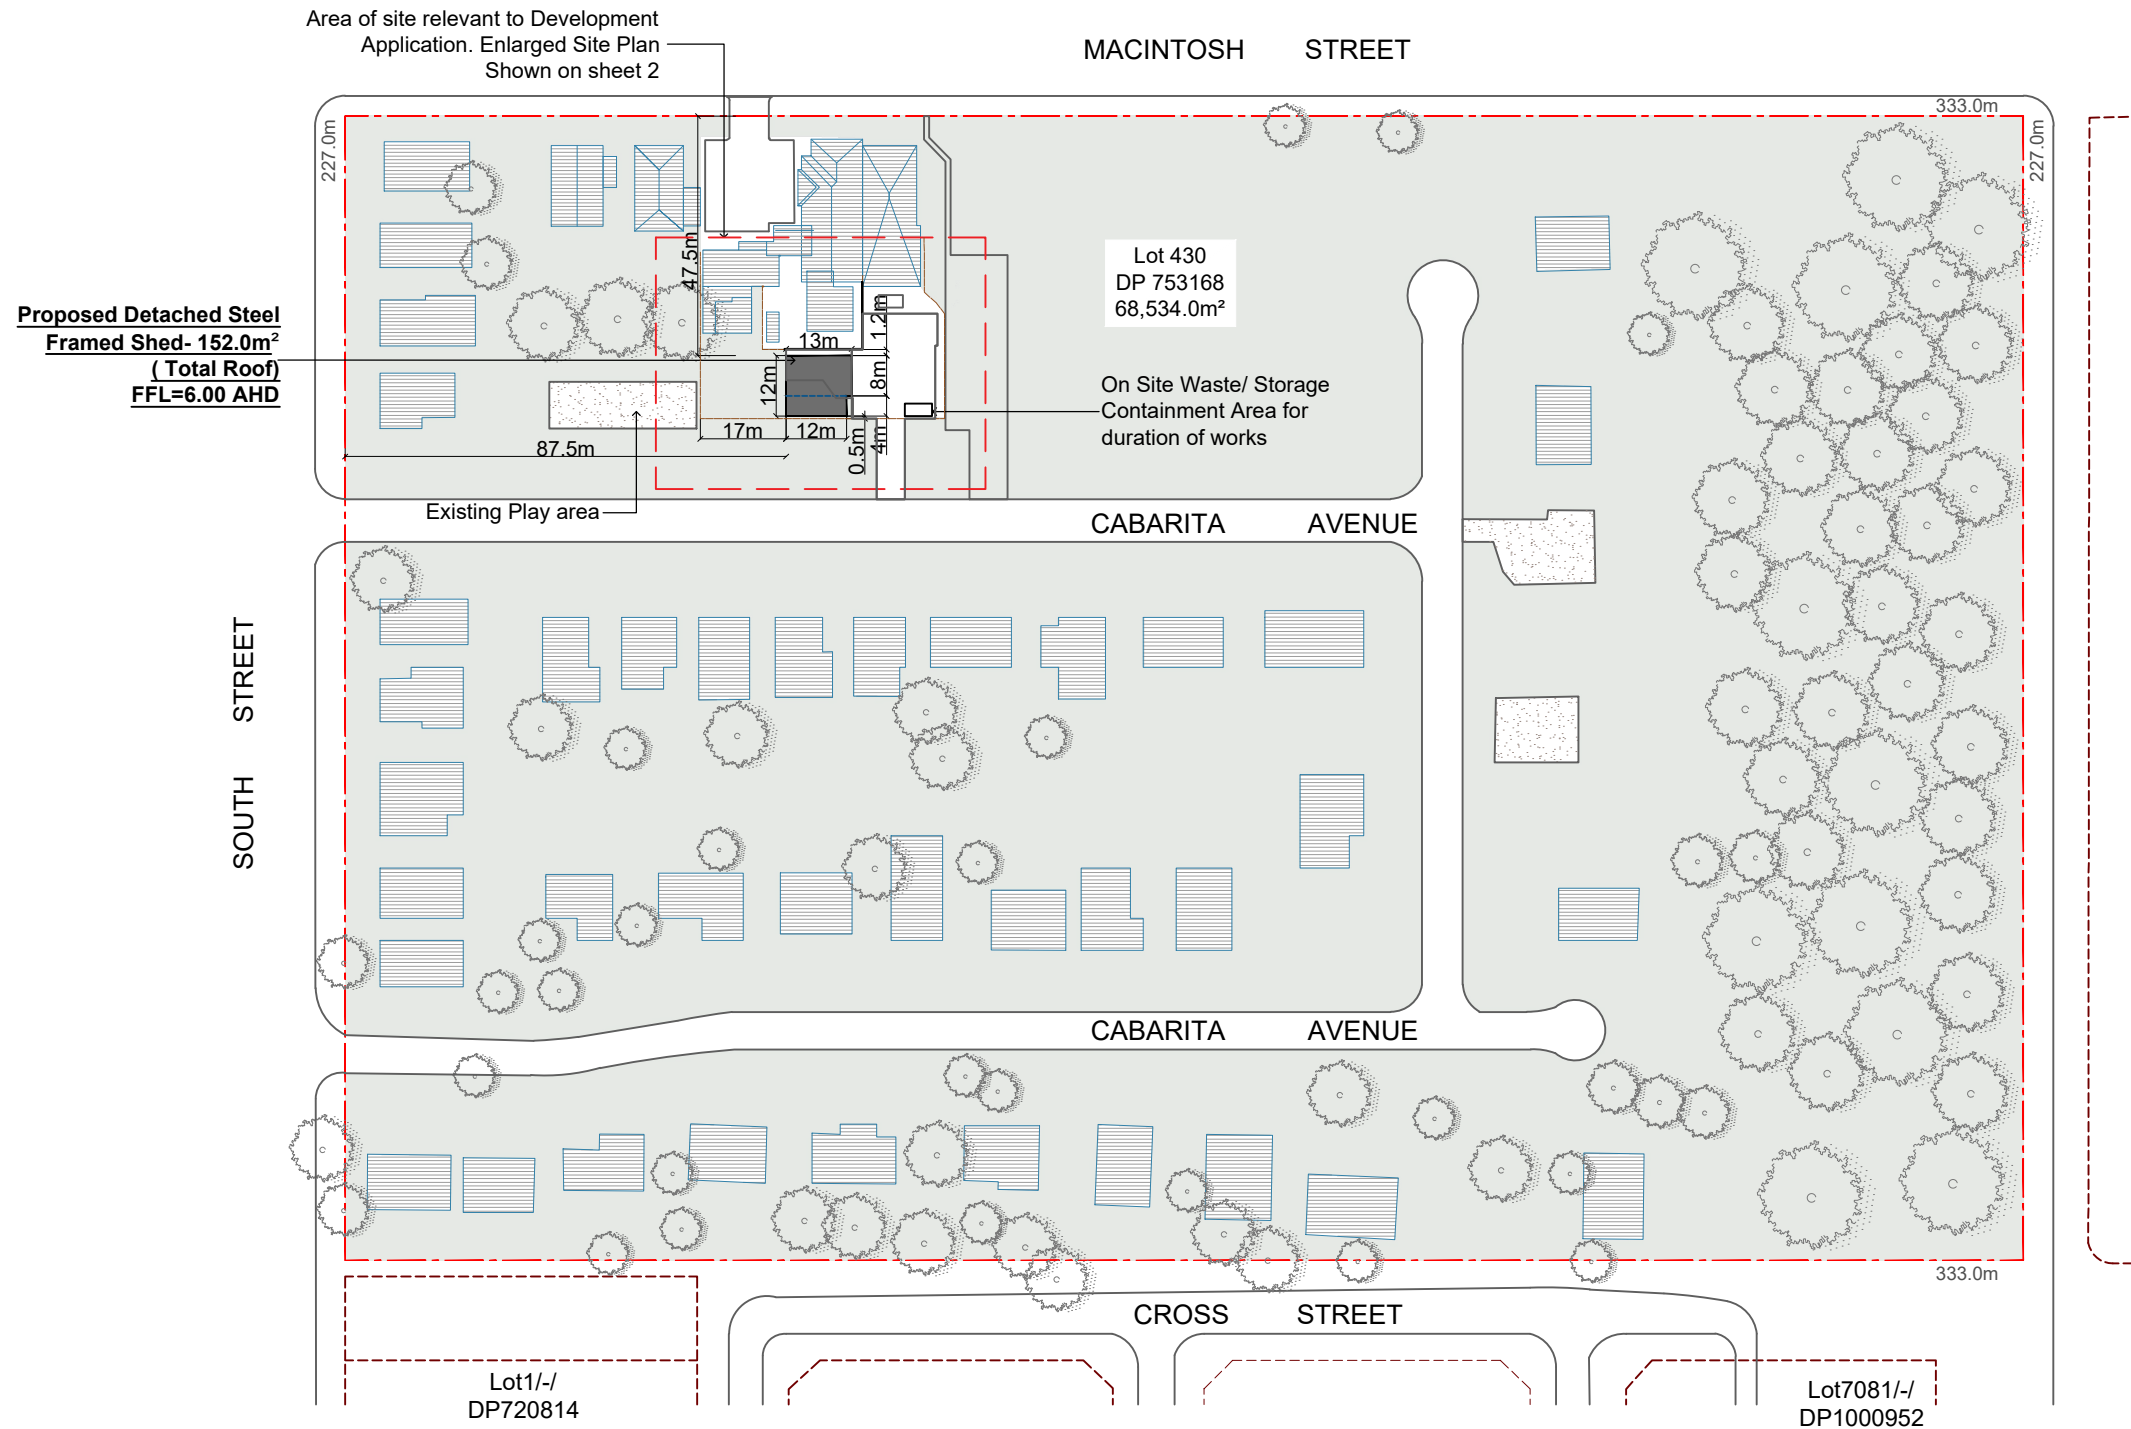 Area of site relevant to Development
Application. Enlarged Site Plan
Shown on sheet 2
MACINTOSH STREET
333.0m
227.0m
227.0m
47.5m
Lot 430
DP 753168
68,534.0m²
Proposed Detached Steel
Framed Shed- 152.0m²
( Total Roof)
FFL=6.00 AHD
1.2m
13m
12m
8m
On Site Waste/ Storage
Containment Area for
duration of works
17m
12m
0.5m
4m
87.5m
Existing Play area
CABARITA AVENUE
SOUTH STREET
CABARITA AVENUE
333.0m
CROSS STREET
Lot1/-/
DP720814
Lot7081/-/
DP1000952